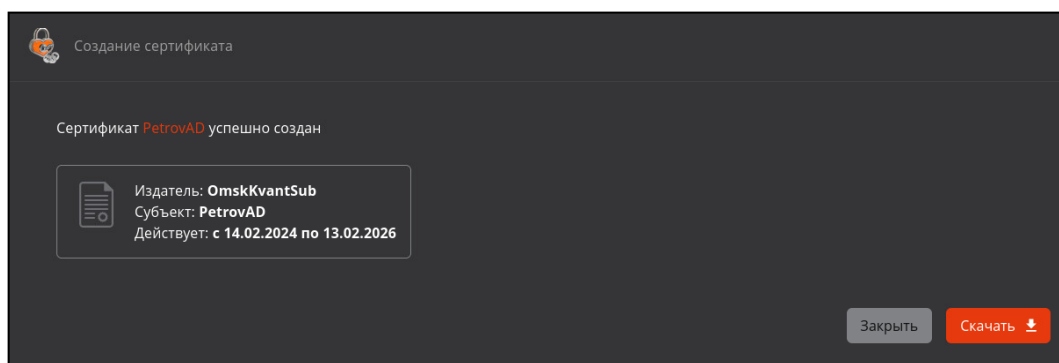 Создание сертификата
Сертификат PetrovAD успешно создан
Издатель: OmskKvantSub
Субъект: PetrovAD
Действует: с 14.02.2024 по 13.02.2026
Закрыть
Скачать